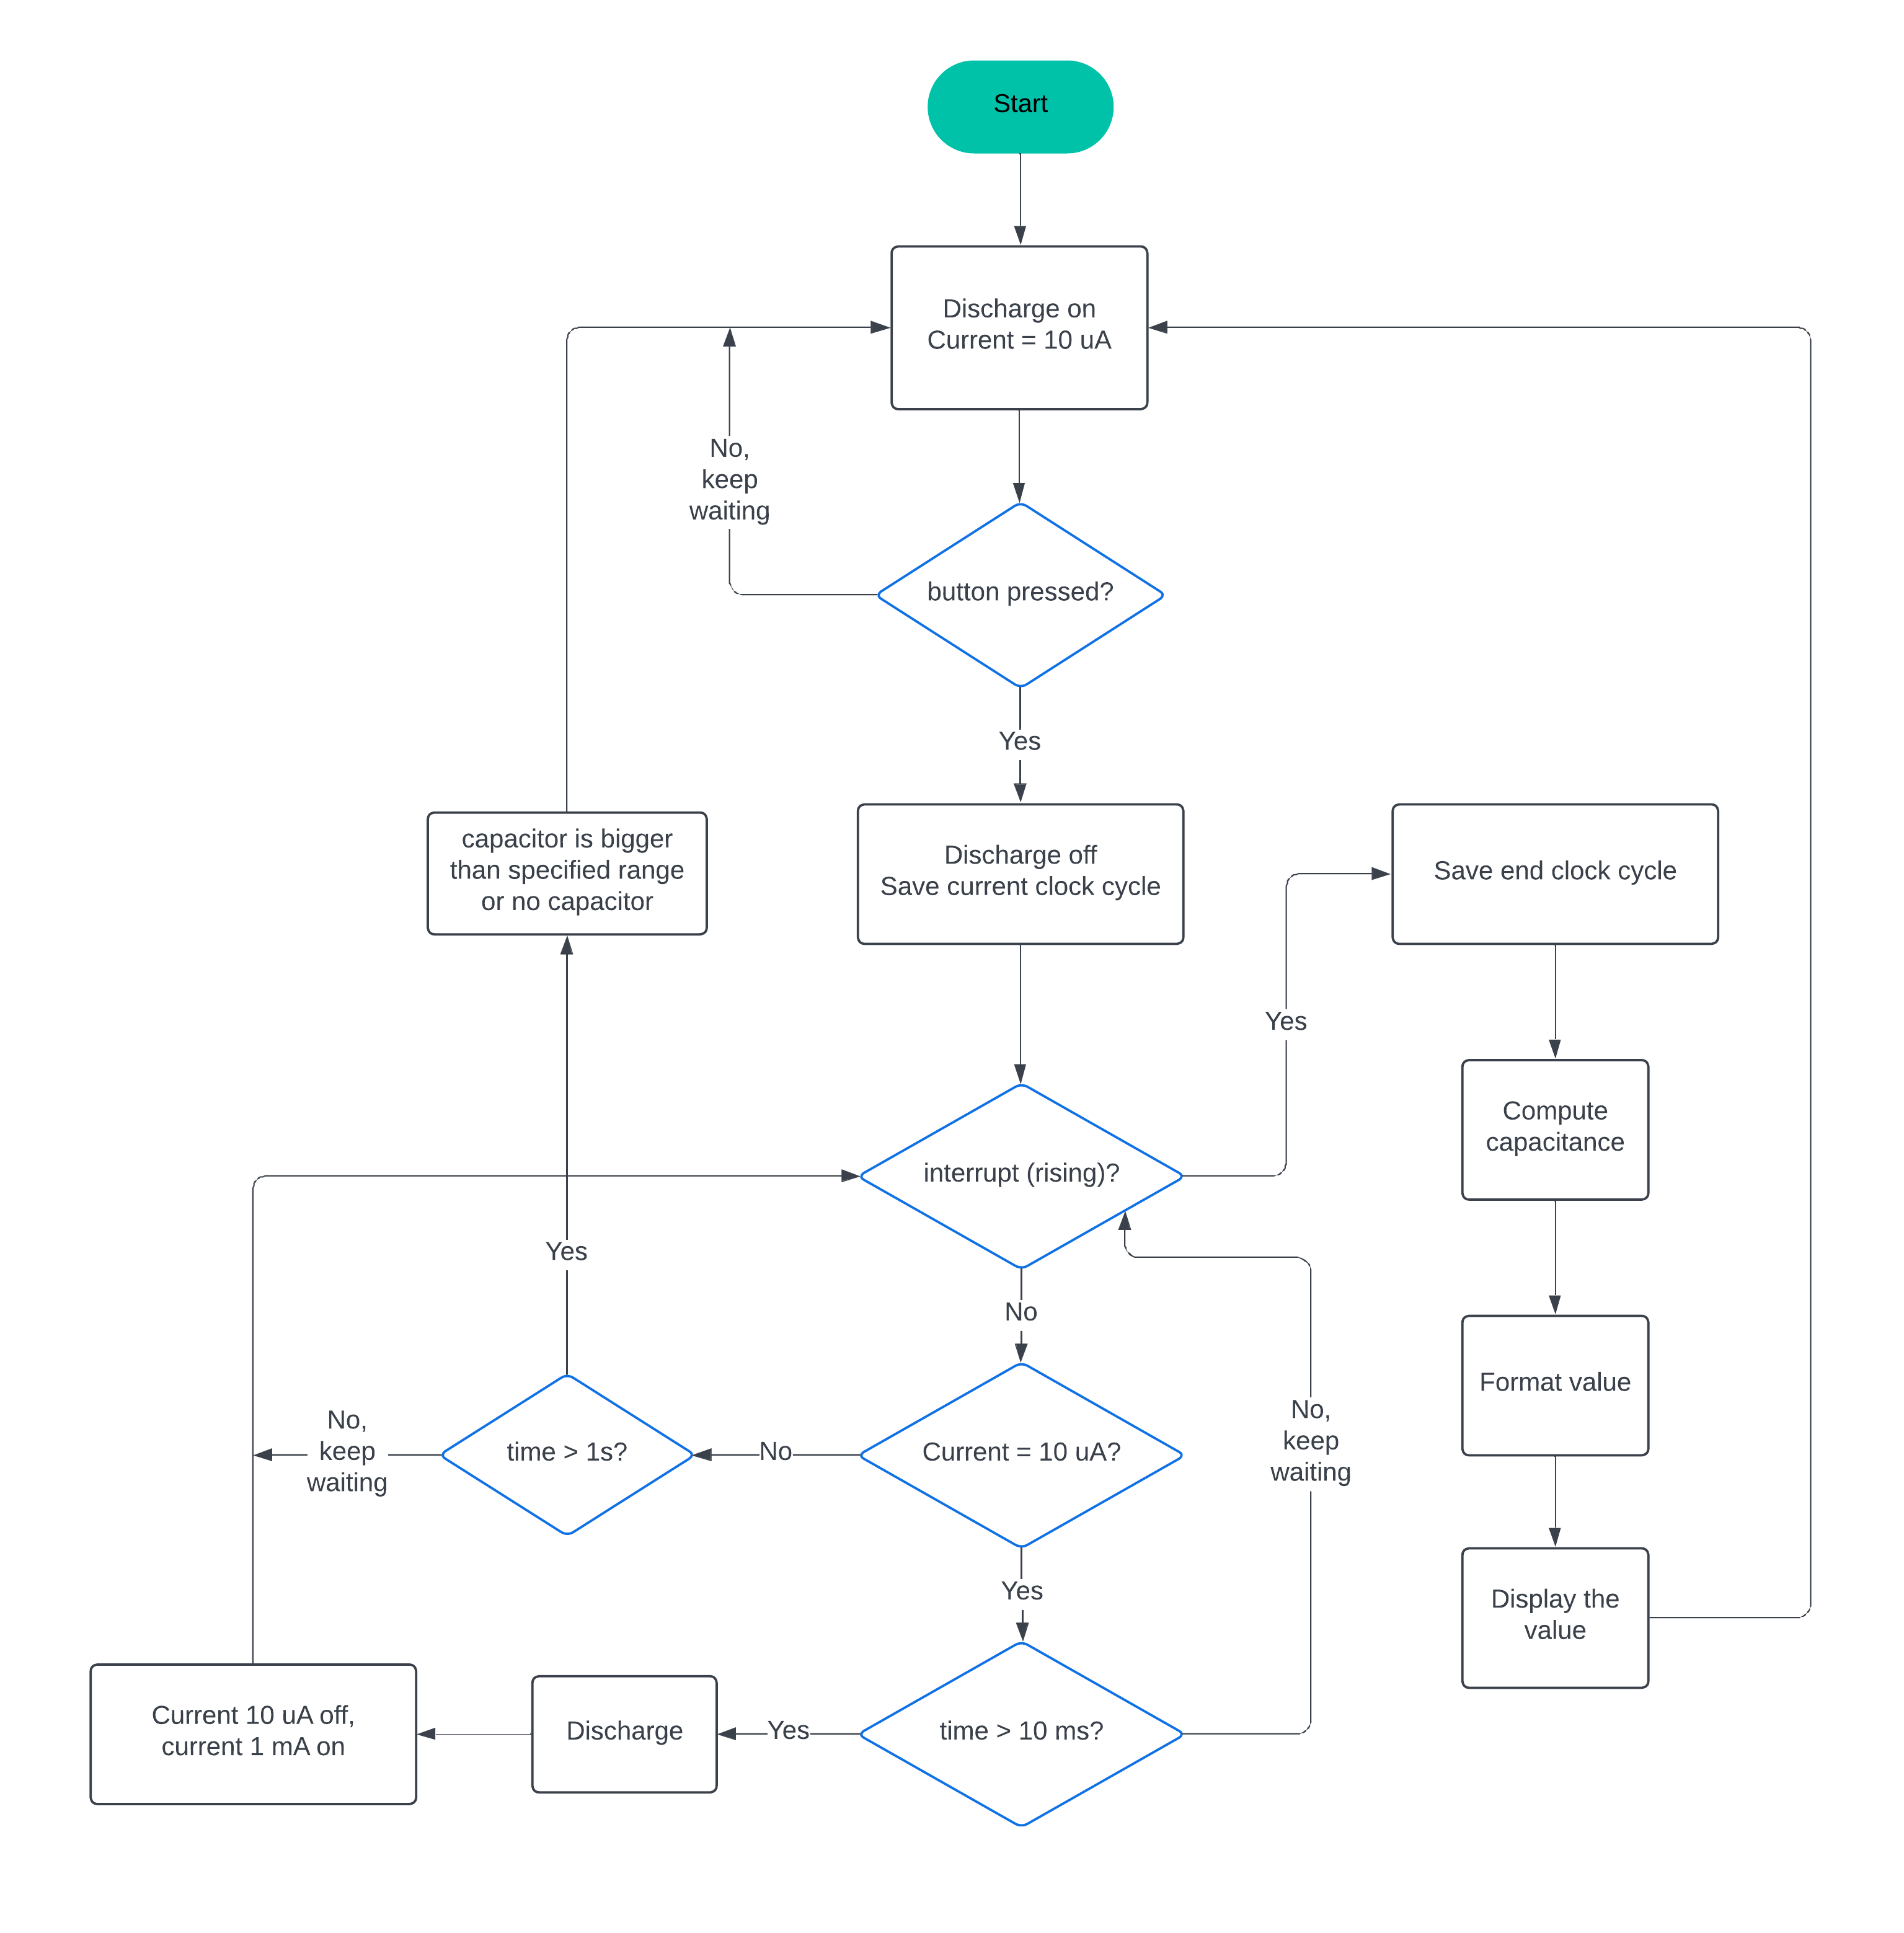 Start
Discharge on
Current = 10 uA
No,
keep
waiting
button pressed?
Yes
capacitor is bigger
than specified range
or no capacitor
Discharge off
Save current clock cycle
Save end clock cycle
Yes
Compute
capacitance
interrupt (rising)?
Yes
No
Format value
No,
keep
waiting
time > 1s?
No
Current = 10 uA?
No,
keep
waiting
Yes
Display the
value
Current 10 uA off,
current 1 mA on
Discharge
Yes
time > 10 ms?